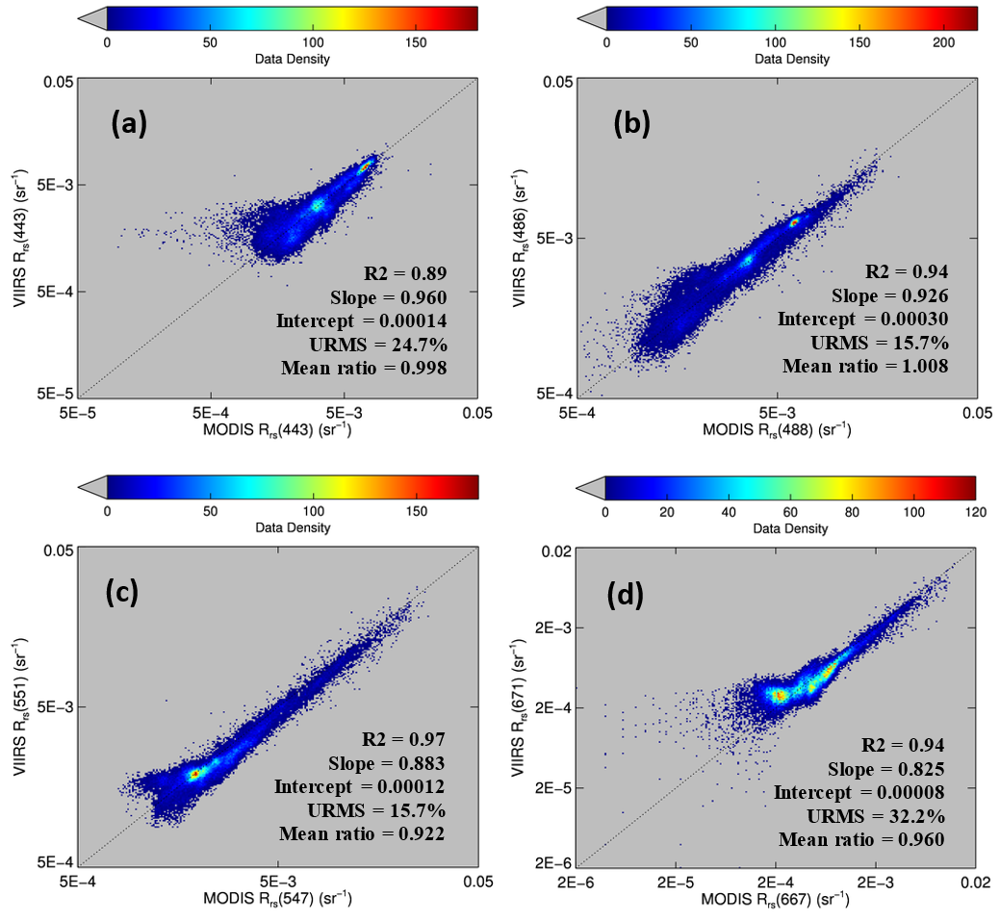 0 50 100 150
Data Density
(a)
0.05
5E−3
5E−4
5E−5
VIIRS Rrs(443) (sr−1)
R2 = 0.89
Slope = 0.960
Intercept = 0.00014
URMS = 24.7%
Mean ratio = 0.998
5E−5 5E−4 5E−3 0.05
MODIS Rrs(443) (sr−1)
0 50 100 150 200
Data Density
(b)
0.05
5E−3
5E−4
VIIRS Rrs(486) (sr−1)
R2 = 0.94
Slope = 0.926
Intercept = 0.00030
URMS = 15.7%
Mean ratio = 1.008
5E−4 5E−3 0.05
MODIS Rrs(488) (sr−1)
0 50 100 150
Data Density
(c)
0.05
5E−3
5E−4
VIIRS Rrs(551) (sr−1)
R2 = 0.97
Slope = 0.883
Intercept = 0.00012
URMS = 15.7%
Mean ratio = 0.922
5E−4 5E−3 0.05
MODIS Rrs(547) (sr−1)
0 20 40 60 80 100 120
Data Density
(d)
0.02
2E−3
2E−4
2E−5
2E−6
VIIRS Rrs(671) (sr−1)
R2 = 0.94
Slope = 0.825
Intercept = 0.00008
URMS = 32.2%
Mean ratio = 0.960
2E−6 2E−5 2E−4 2E−3 0.02
MODIS Rrs(667) (sr−1)